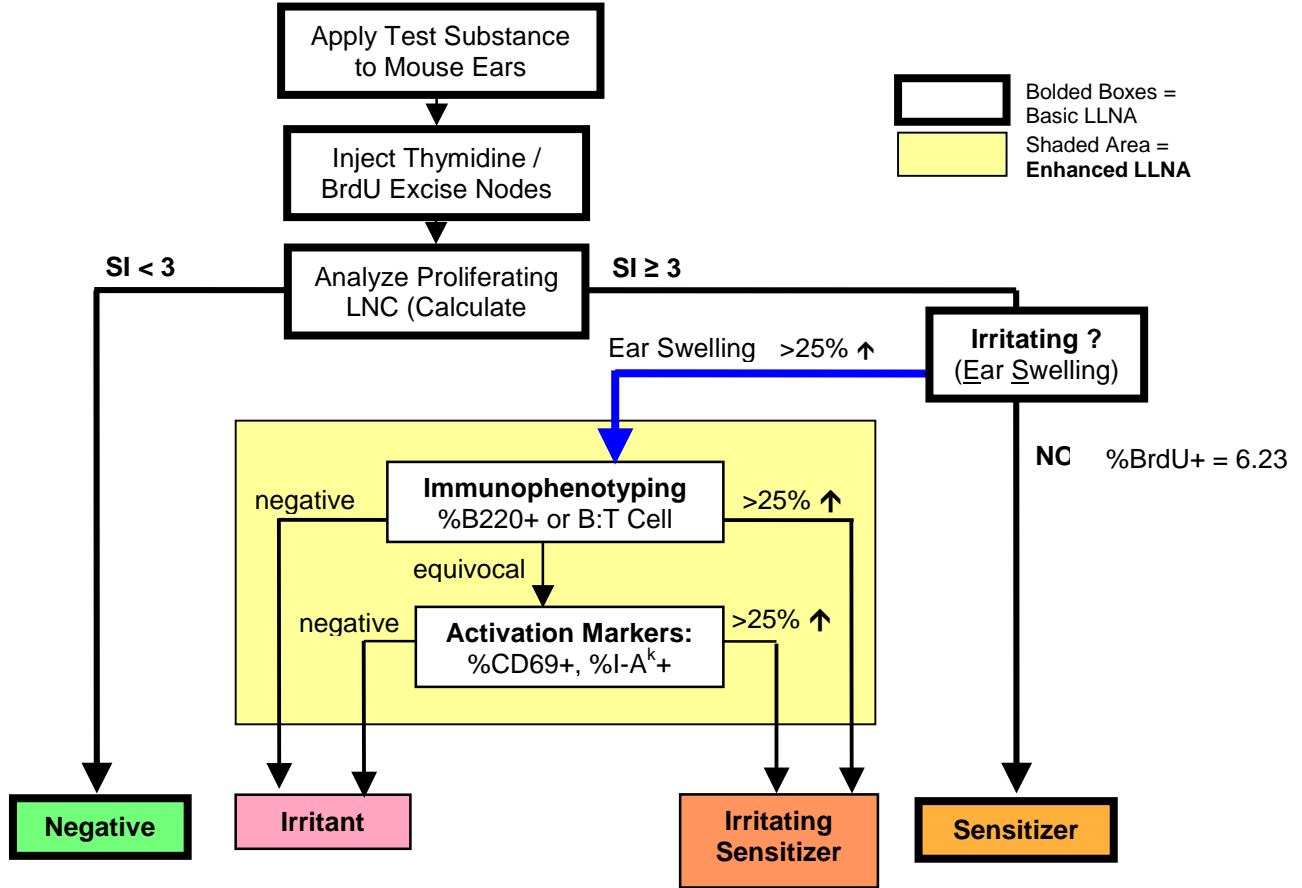 Apply Test Substance
to Mouse Ears
Bolded Boxes =
Basic LLNA
Shaded Area =
Enhanced LLNA
Inject Thymidine /
BrdU Excise Nodes
SI < 3
Analyze Proliferating
LNC (Calculate
SI ≥ 3
Irritating ?
(Ear Swelling)
Ear Swelling >25% ↑
NO %BrdU+ = 6.23
negative
Immunophenotyping
%B220+ or B:T Cell
>25% ↑
equivocal
negative
Activation Markers:
%CD69+, %I-Aᵏ+
>25% ↑
Negative
Irritant
Irritating
Sensitizer
Sensitizer